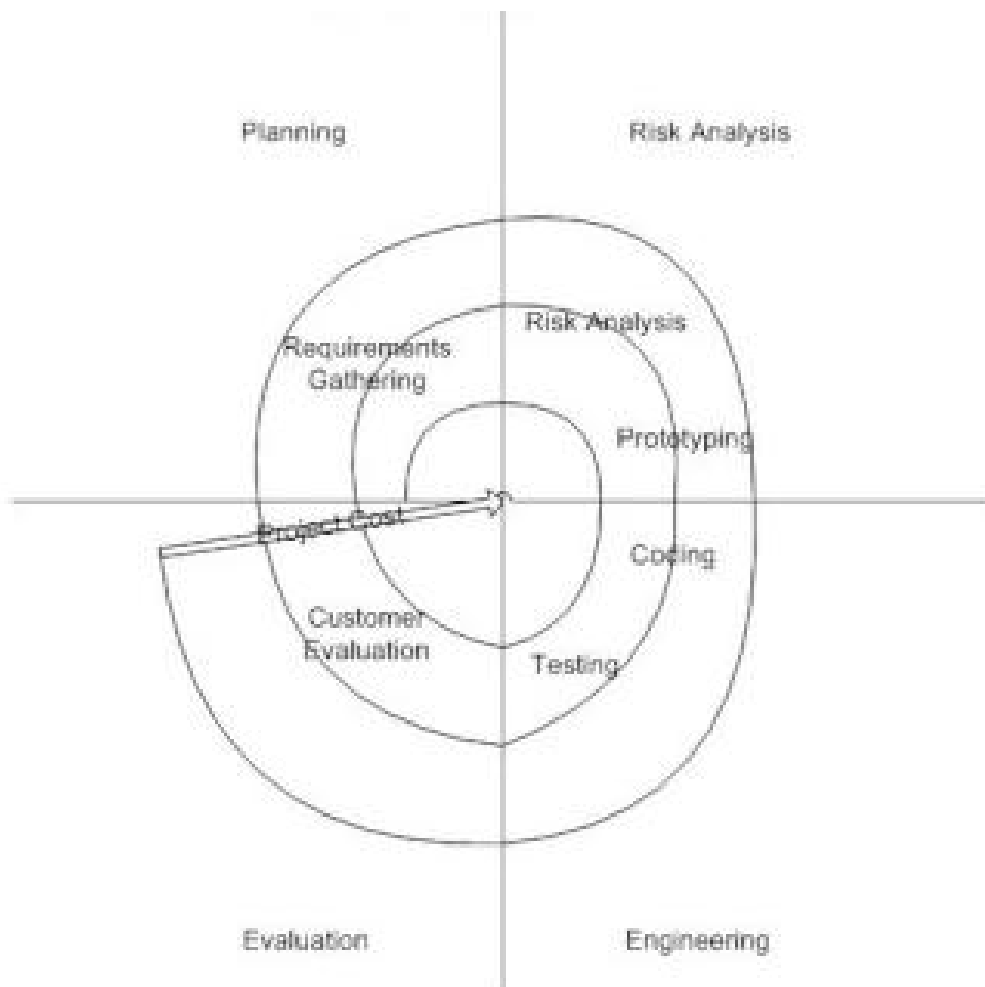 Planning
Risk Analysis
Risk Analysis
Requirements
Gathering
Prototyping
Project Cost
Coding
Customer
Evaluation
Testing
Evaluation
Engineering